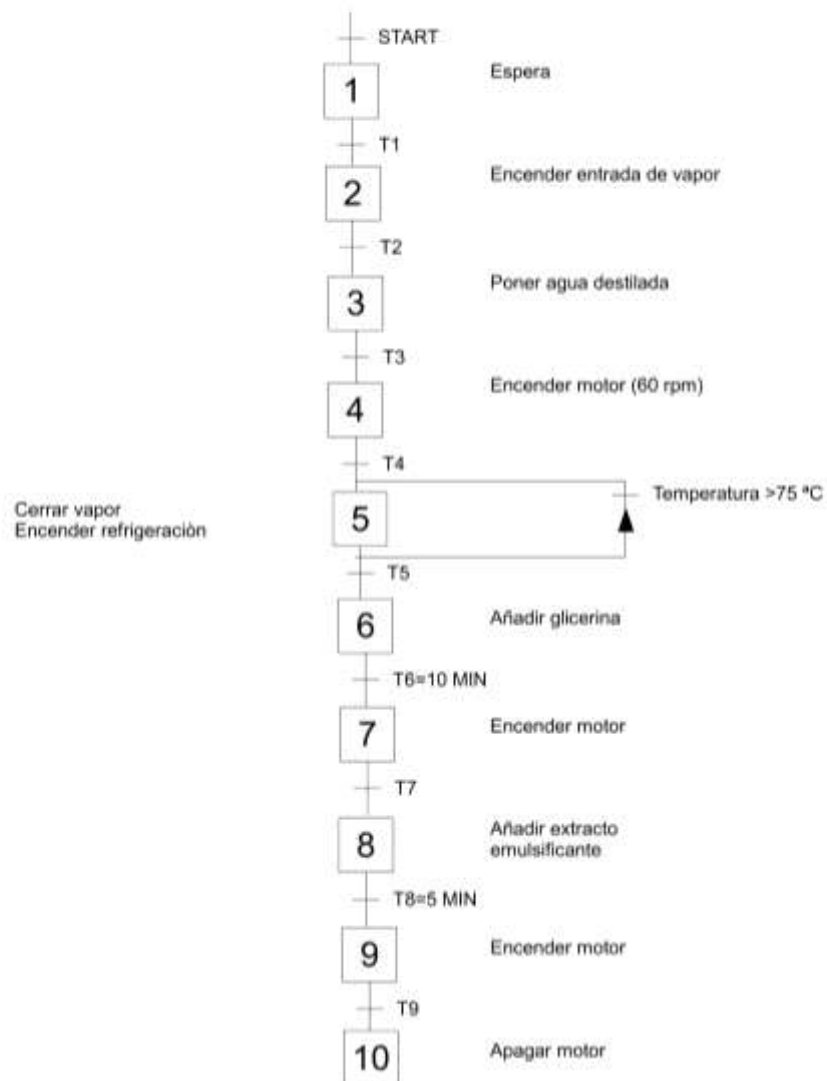 START
1
Espera
T1
2
Encender entrada de vapor
T2
3
Poner agua destilada
T3
4
Encender motor (60 rpm)
T4
Temperatura >75 ªC
Cerrar vapor
Encender refrigeraciòn
5
T5
6
Añadir glicerina
T6=10 MIN
7
Encender motor
T7
8
Añadir extracto
emulsificante
T8=5 MIN
9
Encender motor
T9
10
Apagar motor